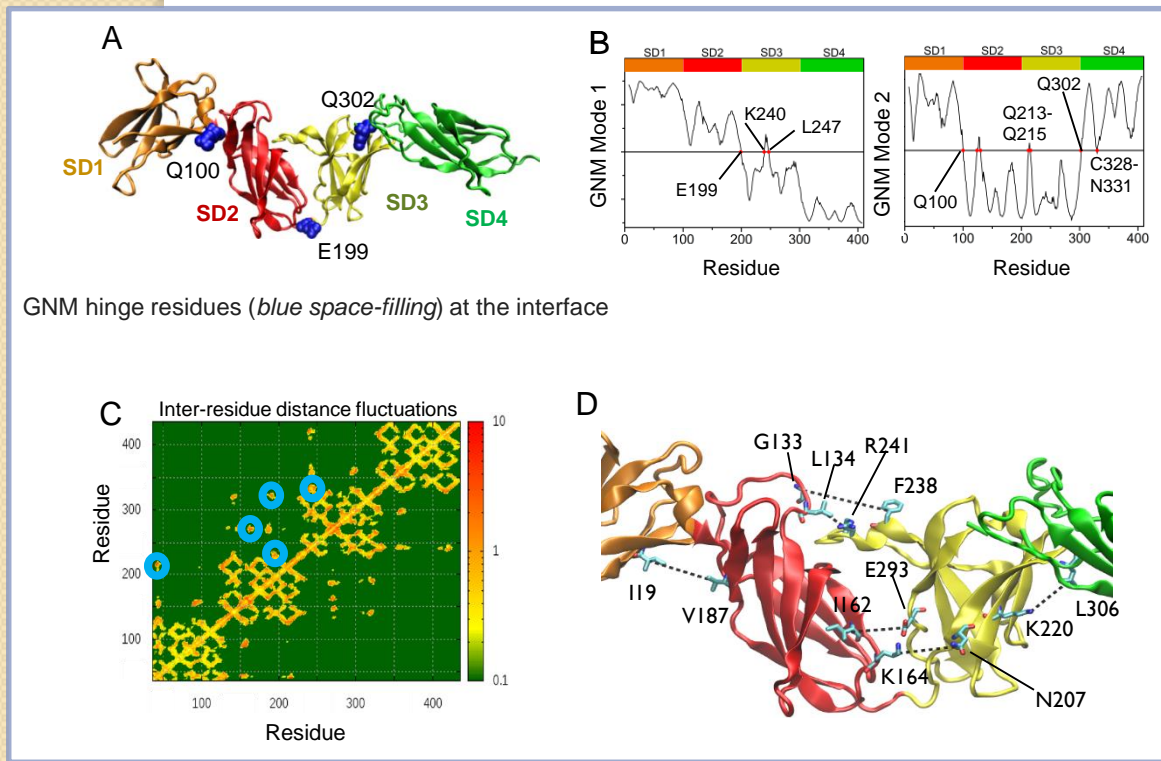 A
Q302
SD1
Q100
SD2
SD3
SD4
E199
B
SD1 SD2 SD3 SD4
GNM Mode 1
K240
L247
E199
0 100 200 300 400
Residue
SD1 SD2 SD3 SD4
GNM Mode 2
Q302
Q213-
Q215
Q100
C328-
N331
0 100 200 300 400
Residue
GNM hinge residues (blue space-filling) at the interface
C
Inter-residue distance fluctuations
Residue
400
300
200
100
100 200 300 400
Residue
10
1
0.1
D
G133
L134
R241
F238
I19
V187
I162
E293
K164
K220
L306
N207